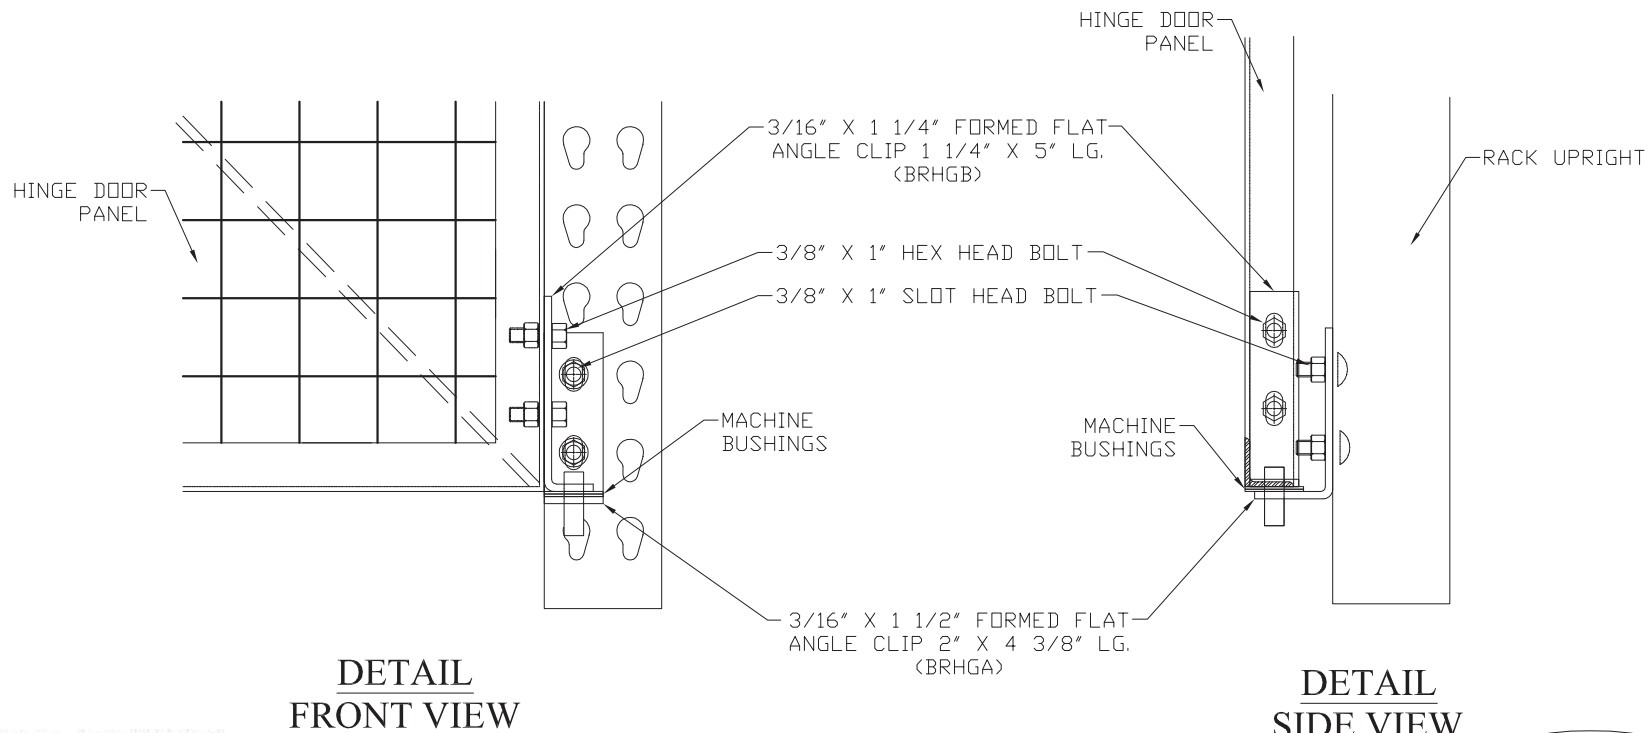 HINGE DOOR
PANEL
3/16" X 1 1/4" FORMED FLAT
ANGLE CLIP 1 1/4" X 5" LG.
(BRHGB)
RACK UPRIGHT
HINGE DOOR
PANEL
3/8" X 1" HEX HEAD BOLT
3/8" X 1" SLOT HEAD BOLT
MACHINE
BUSHINGS
MACHINE
BUSHINGS
3/16" X 1 1/2" FORMED FLAT
ANGLE CLIP 2" X 4 3/8" LG.
(BRHGA)
DETAIL
FRONT VIEW
DETAIL
SIDE VIEW